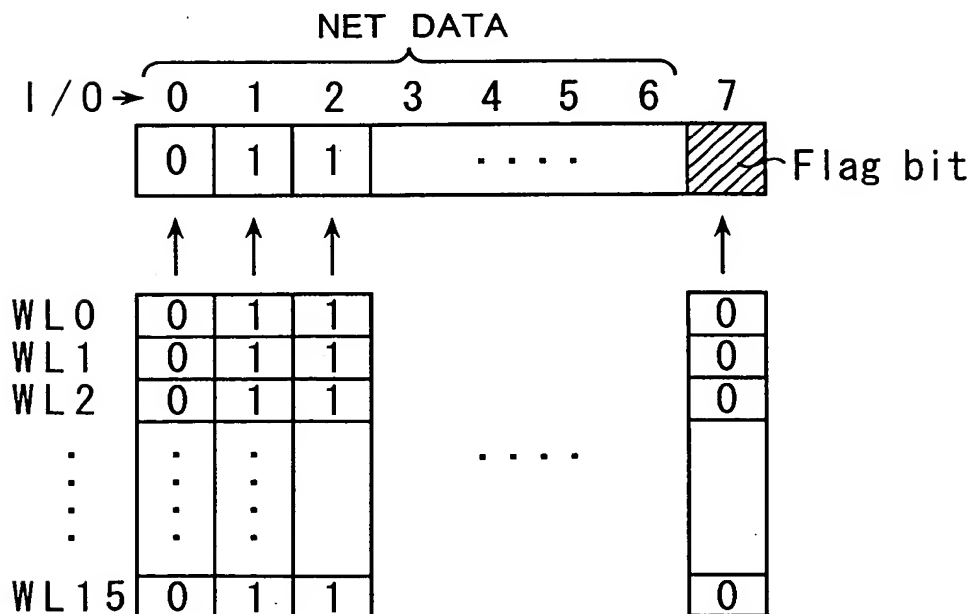 NET DATA
I/O→ 0 1 2 3 4 5 6 7
0 1 1 ···· Flag bit
WL0 0 1 1 0
WL1 0 1 1 0
WL2 0 1 1 0
WL15 0 1 1 0